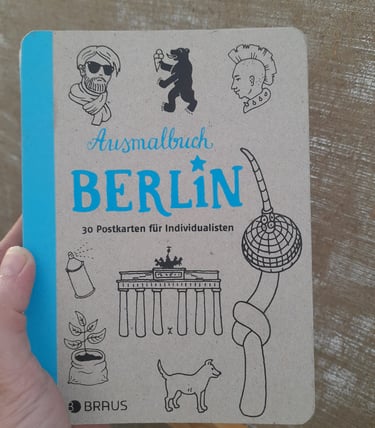 Ausmalbuch
BERLiN
30 Postkarten für Individualisten
BRAUS